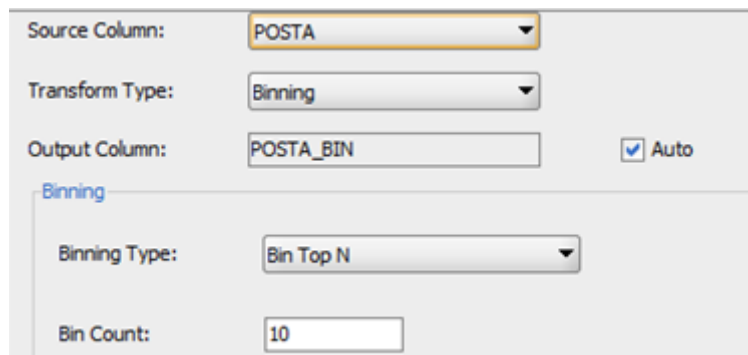 Source Column: POSTA
Transform Type: Binning
Output Column: POSTA_BIN Auto
Binning
Binning Type: Bin Top N
Bin Count: 10